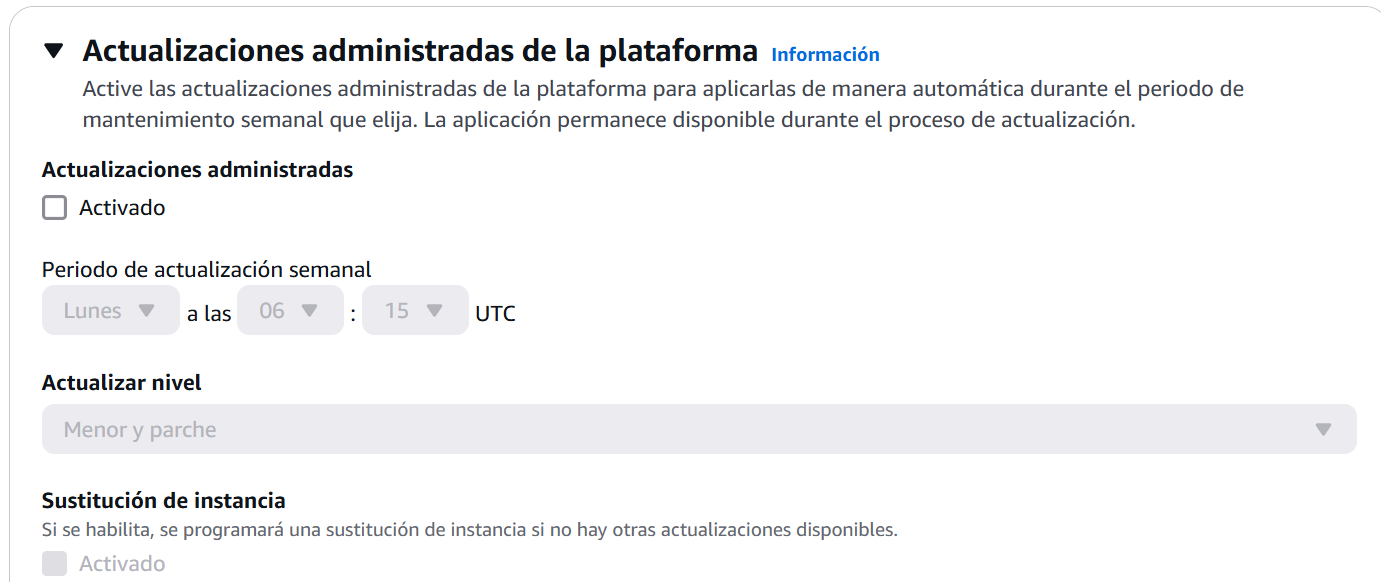 Actualizaciones administradas de la plataforma Información
Active las actualizaciones administradas de la plataforma para aplicarlas de manera automática durante el periodo de
mantenimiento semanal que elija. La aplicación permanece disponible durante el proceso de actualización.
Actualizaciones administradas
Activado
Periodo de actualización semanal
Lunes a las 06 : 15 UTC
Actualizar nivel
Menor y parche
Sustitución de instancia
Si se habilita, se programará una sustitución de instancia si no hay otras actualizaciones disponibles.
Activado